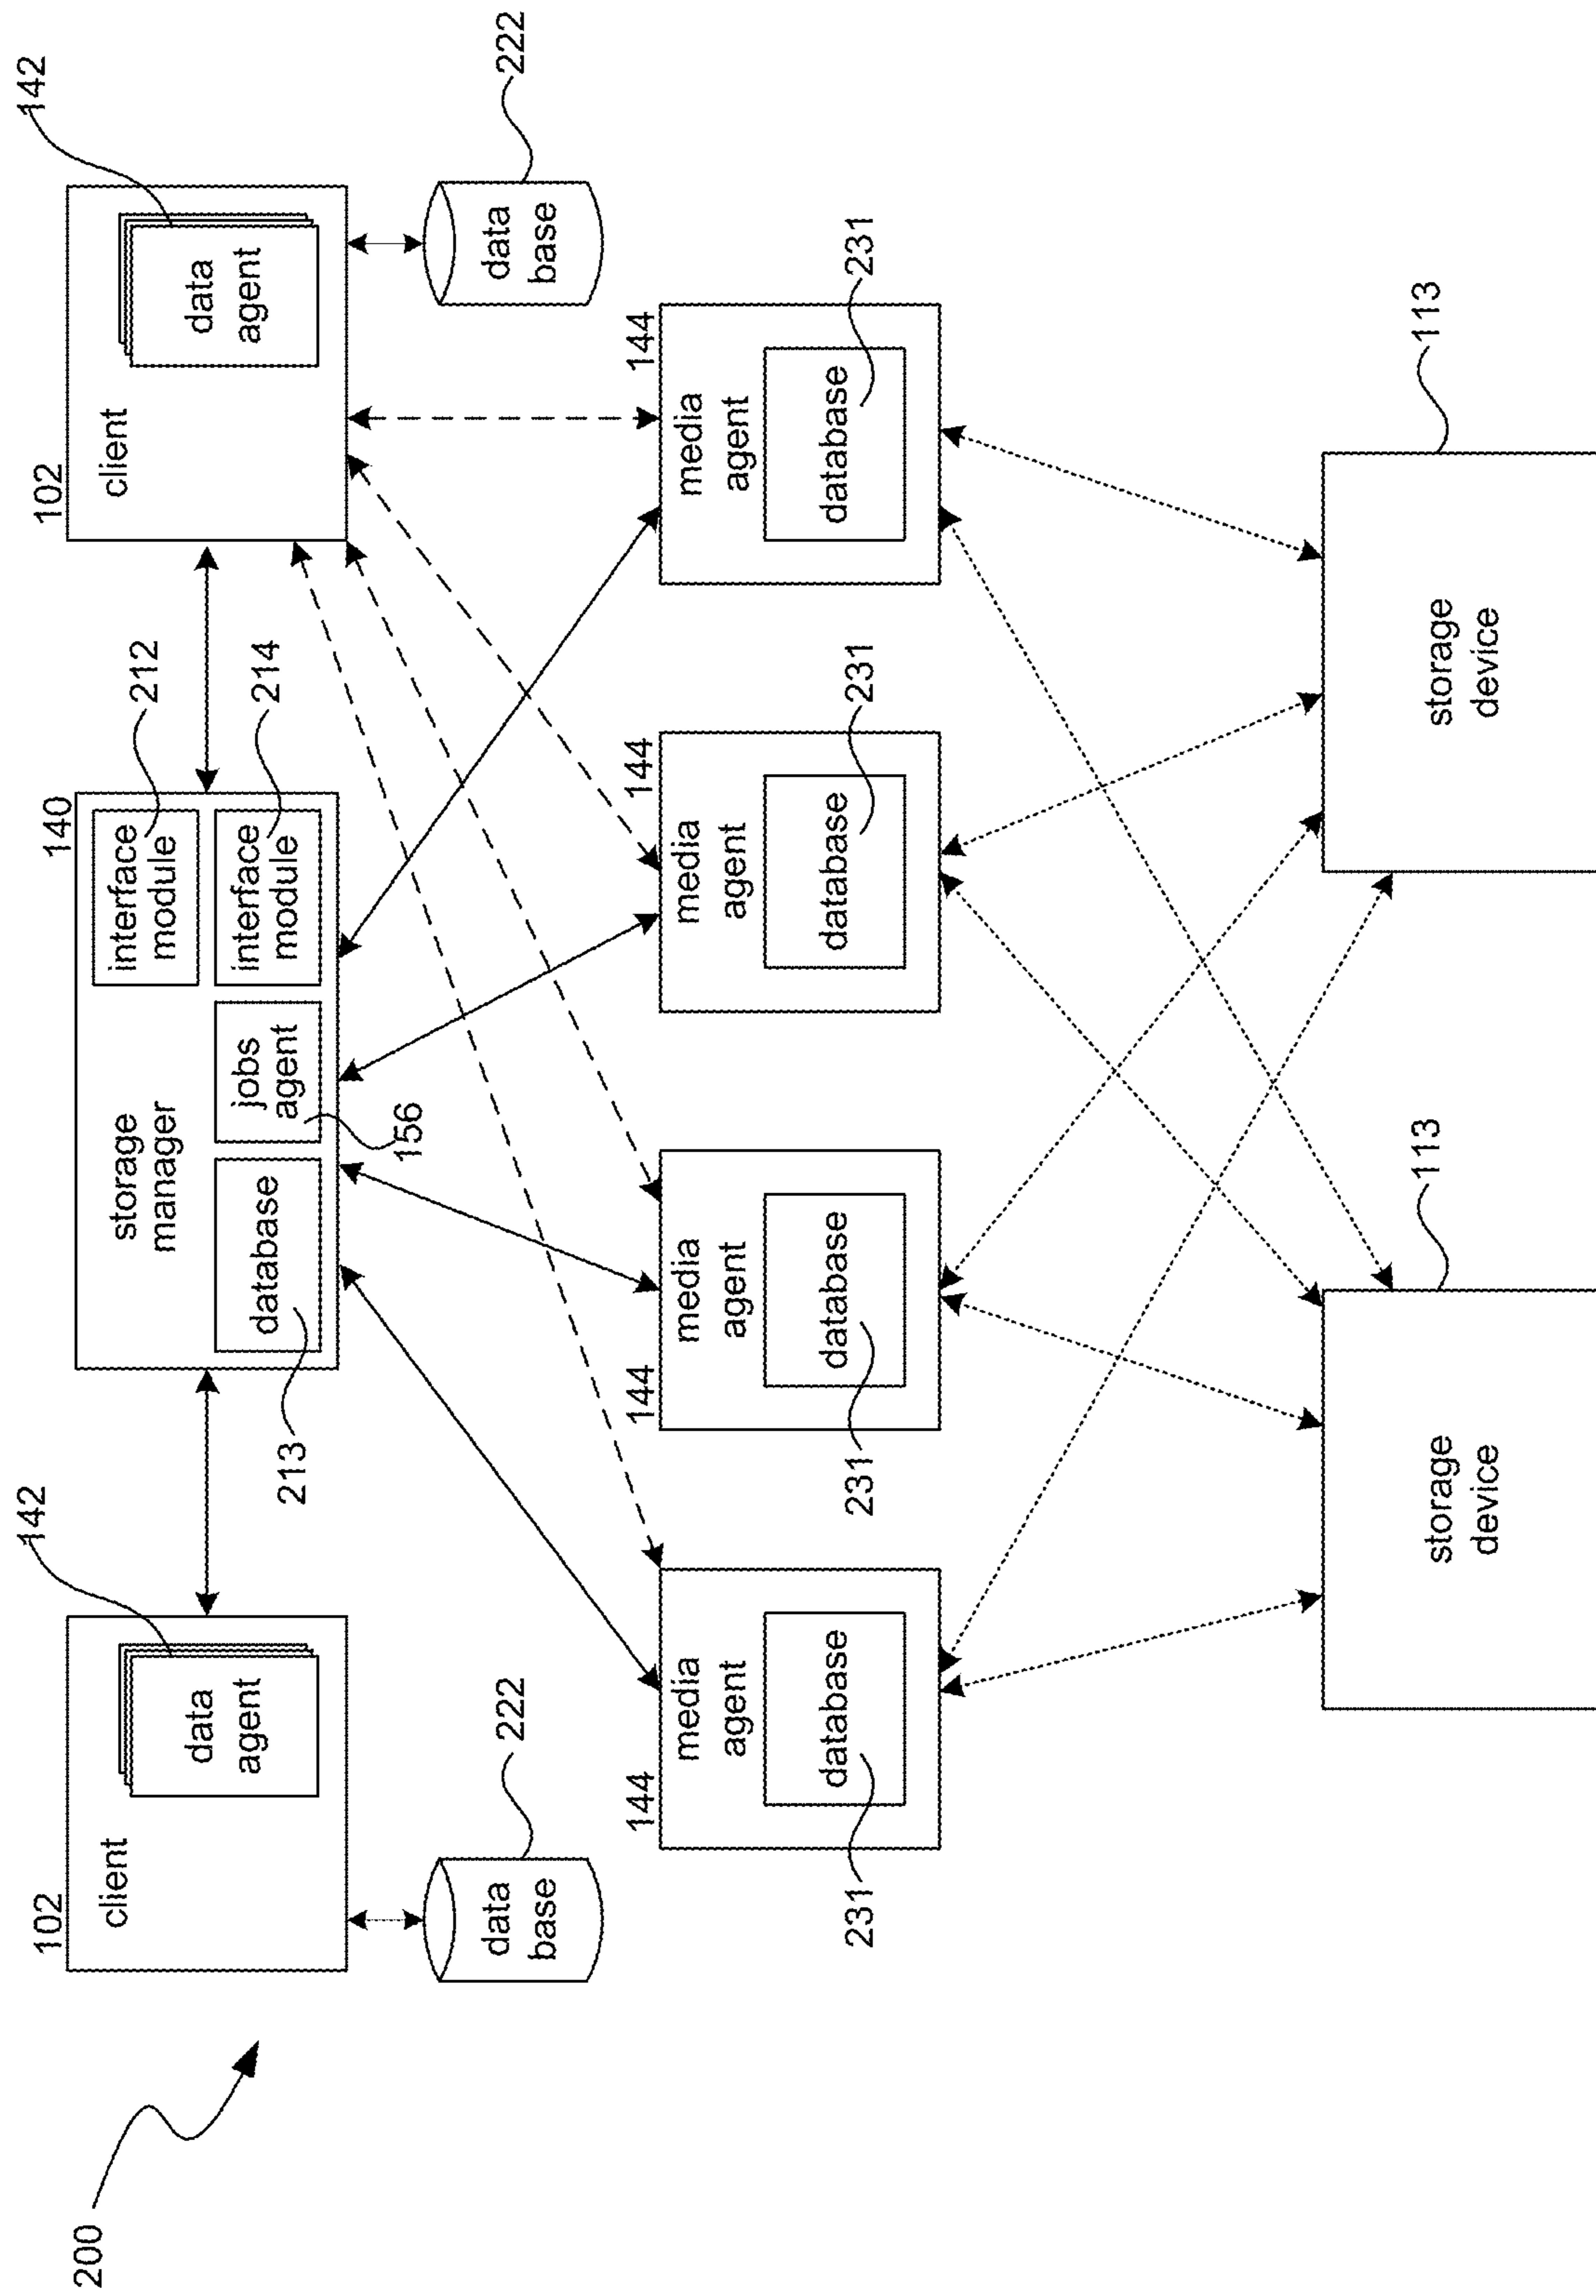 200
102
client
data
agent
142
data
base
222
140
storage
manager
database
213
jobs
agent
156
interface
module
212
interface
module
214
102
client
data
agent
142
data
base
222
144
media
agent
database
231
144
media
agent
database
231
144
media
agent
database
231
144
media
agent
database
231
storage
device
113
storage
device
113